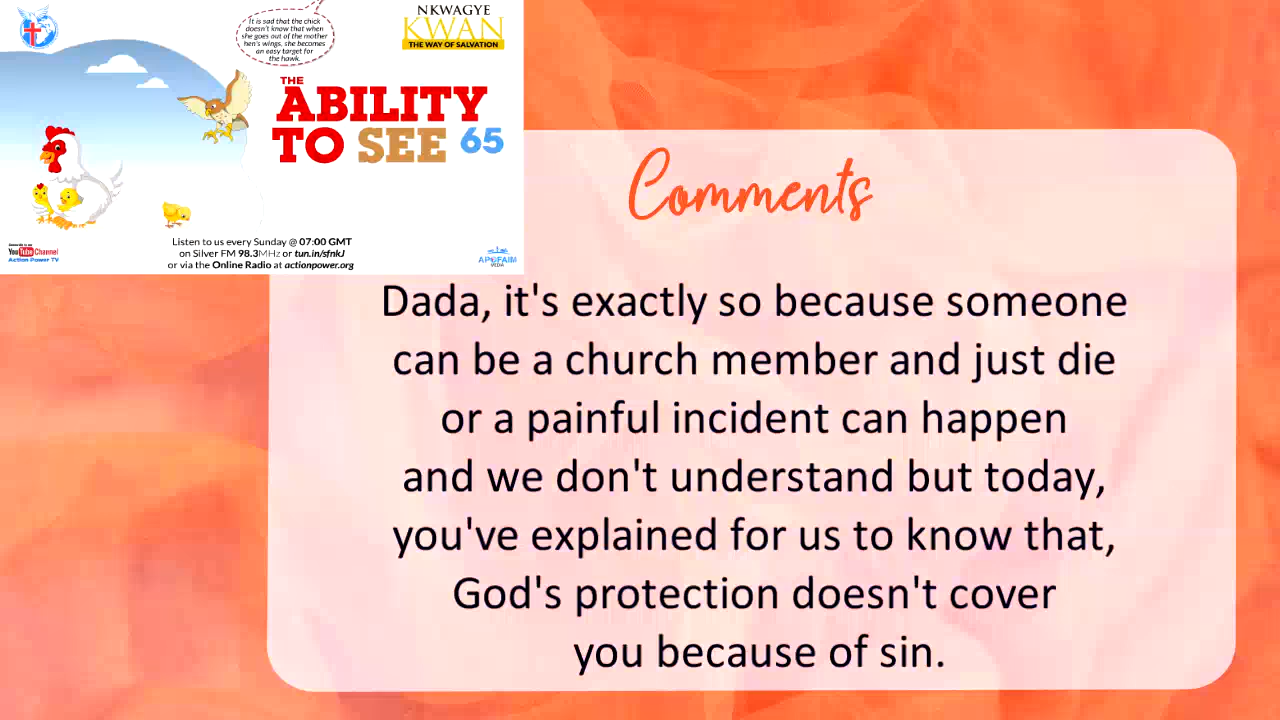 It is sad that the chick
doesn't know that when
she goes out of the mother
hen's wings, she becomes
an easy target for
the hawk.
NKWAGYE
KWAN
THE WAY OF SALVATION
THE
ABILITY
TO SEE 65
Listen to us every Sunday @ 07:00 GMT
on Silver FM 98.3MHz or tun.in/sfnkJ
or via the Online Radio at actionpower.org
YouTube Channel
Action Power TV
APOFAIM
Comments
Dada, it's exactly so because someone
can be a church member and just die
or a painful incident can happen
and we don't understand but today,
you've explained for us to know that,
God's protection doesn't cover
you because of sin.